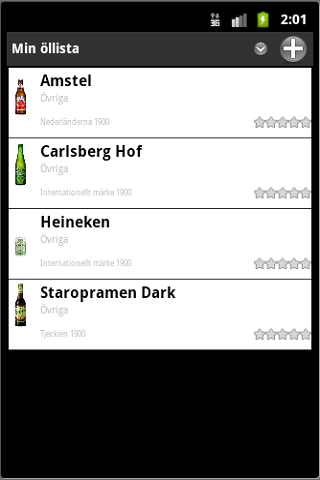 3G 2:01
Min öllista
Amstel
Övriga
Nederländerna 1900
Carlsberg Hof
Övriga
Internationellt märke 1900
Heineken
Övriga
Internationellt märke 1900
Staropramen Dark
Övriga
Tjeckien 1900